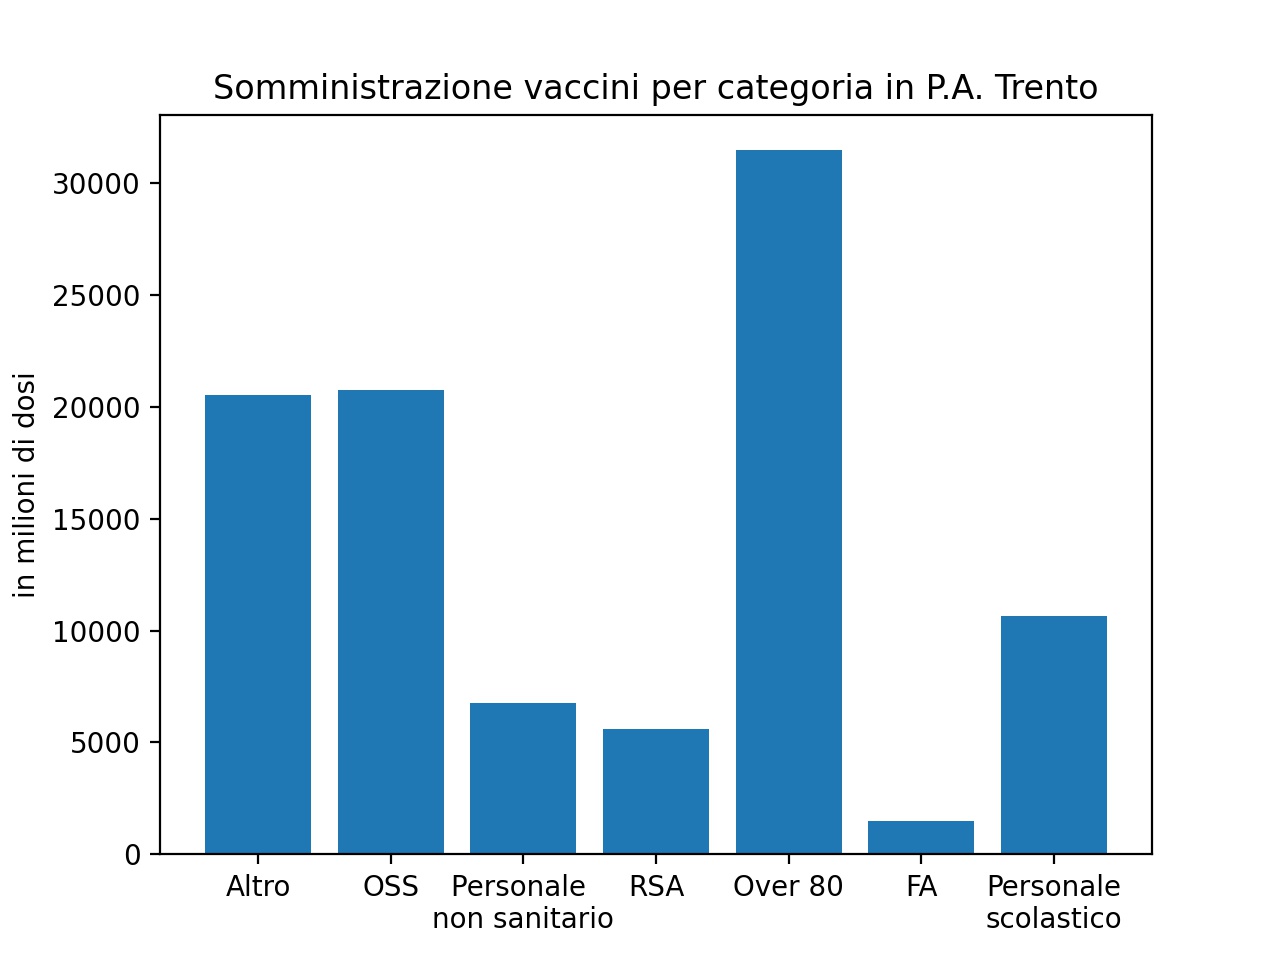 Somministrazione vaccini per categoria in P.A. Trento
in milioni di dosi
30000
25000
20000
15000
10000
5000
0
Altro
OSS
Personale
non sanitario
RSA
Over 80
FA
Personale
scolastico